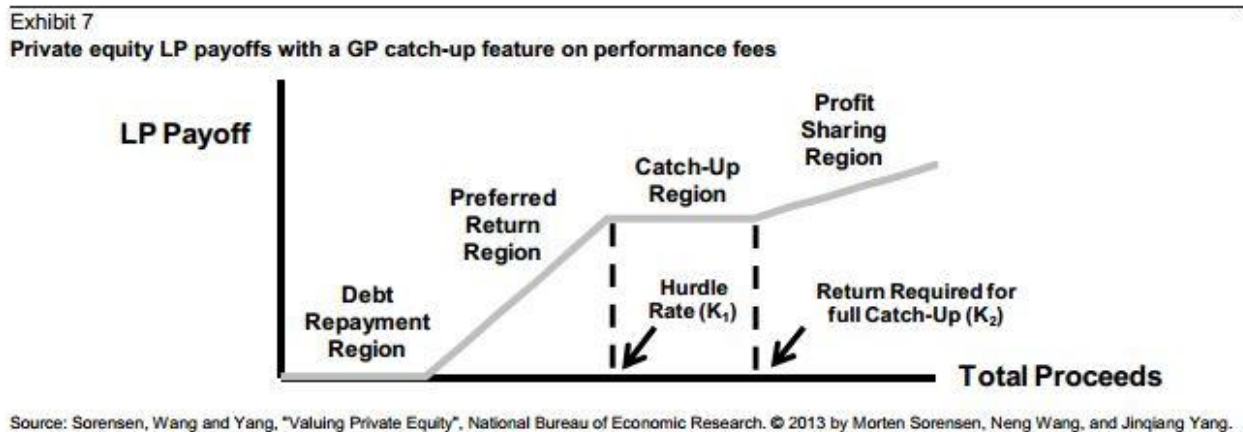 Exhibit 7
Private equity LP payoffs with a GP catch-up feature on performance fees
LP Payoff
Debt
Repayment
Region
Preferred
Return
Region
Catch-Up
Region
Profit
Sharing
Region
Hurdle
Rate (K₁)
Return Required for
full Catch-Up (K₂)
Total Proceeds
Source: Sorensen, Wang and Yang, "Valuing Private Equity", National Bureau of Economic Research. © 2013 by Morten Sorensen, Neng Wang, and Jinqiang Yang.